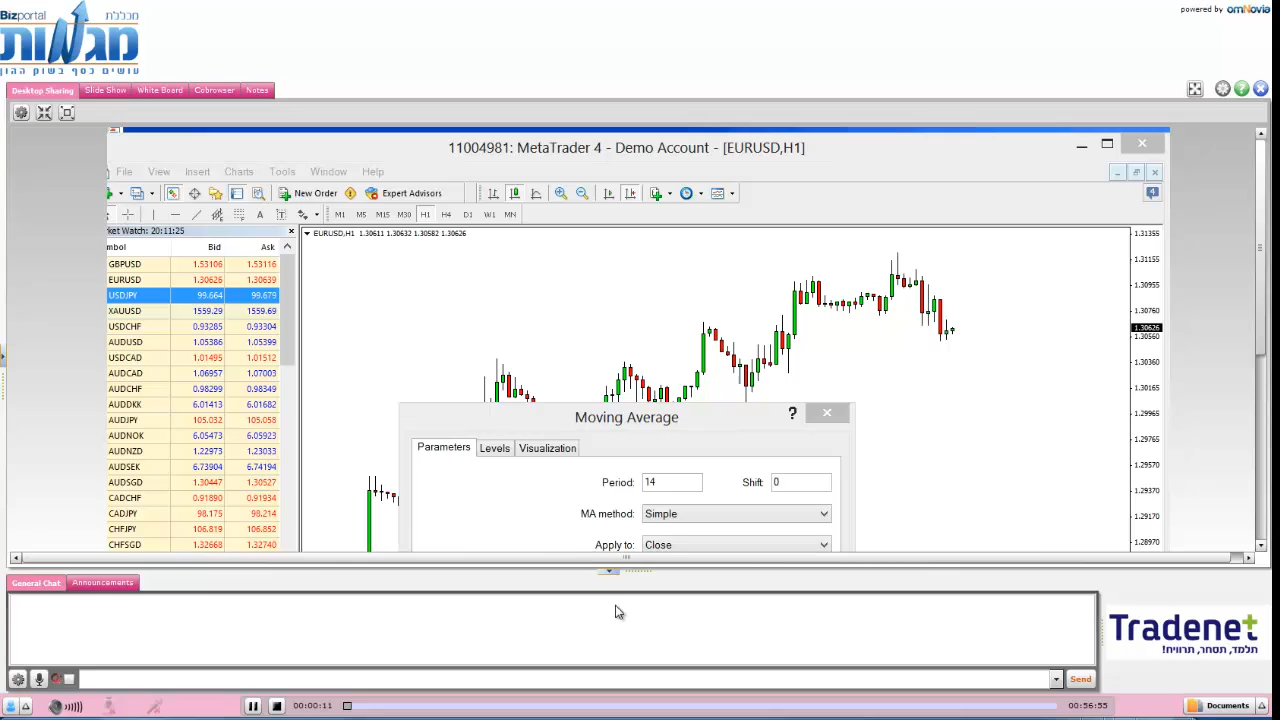 powered by omNovia
Bizportal מכללת
מגמות
עושים כסף בשוק ההון
Desktop Sharing Slide Show White Board Cobrowser Notes
11004981: MetaTrader 4 - Demo Account - [EURUSD,H1]
File View Insert Charts Tools Window Help
New Order Expert Advisors
4
A T M1 M5 M15 M30 H1 H4 D1 W1 MN
ket Watch: 20:11:25
mbol Bid Ask
GBPUSD 1.53106 1.53116
EURUSD 1.30626 1.30639
USDJPY 99.664 99.679
XAUUSD 1559.29 1559.69
USDCHF 0.93285 0.93304
AUDUSD 1.05386 1.05399
USDCAD 1.01495 1.01512
AUDCAD 1.06957 1.07003
AUDCHF 0.98299 0.98349
AUDDKK 6.01413 6.01682
AUDJPY 105.032 105.058
AUDNOK 6.05473 6.05923
AUDNZD 1.22973 1.23033
AUDSEK 6.73904 6.74194
AUDSGD 1.30447 1.30527
CADCHF 0.91890 0.91934
CADJPY 98.175 98.214
CHFJPY 106.819 106.852
CHFSGD 1.32668 1.32740
EURUSD,H1 1.30611 1.30632 1.30582 1.30626
1.31355
1.31155
1.30955
1.30760
1.30626
1.30560
1.30360
1.30165
1.29965
1.29765
1.29570
1.29370
1.29170
1.28970
Moving Average ?
Parameters Levels Visualization
Period: 14 Shift: 0
MA method: Simple
Apply to: Close
General Chat Announcements
Tradenet
תלמד, תסחר, תרוויח!
Send
00:00:11 00:56:55 Documents